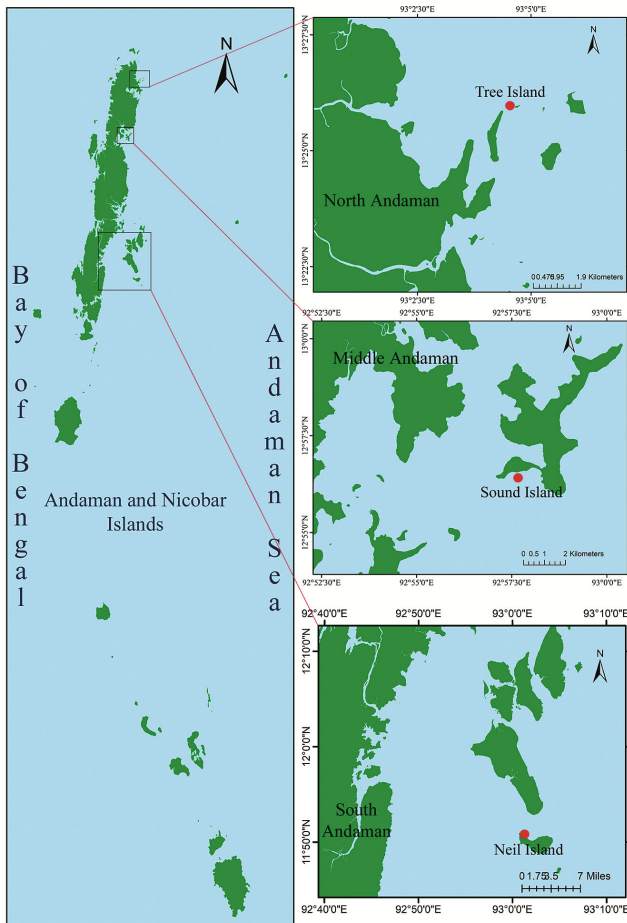 N
Bay of Bengal
Andaman Sea
Andaman and Nicobar
Islands
93°2'30"E 93°5'0"E
13°27'30"N
13°25'0"N
13°22'30"N
Tree Island
North Andaman
0 0.475 0.95 1.9 Kilometers
93°2'30"E 93°5'0"E
92°52'30"E 92°55'0"E 92°57'30"E 93°0'0"E
N
13°0'0"N
12°57'30"N
12°55'0"N
Middle Andaman
Sound Island
0 0.5 1 2 Kilometers
92°52'30"E 92°55'0"E 92°57'30"E 93°0'0"E
92°40'0"E 92°50'0"E 93°0'0"E 93°10'0"E
N
12°10'0"N
12°0'0"N
11°50'0"N
South
Andaman
Neil Island
0 1.75 3.5 7 Miles
92°40'0"E 92°50'0"E 93°0'0"E 93°10'0"E